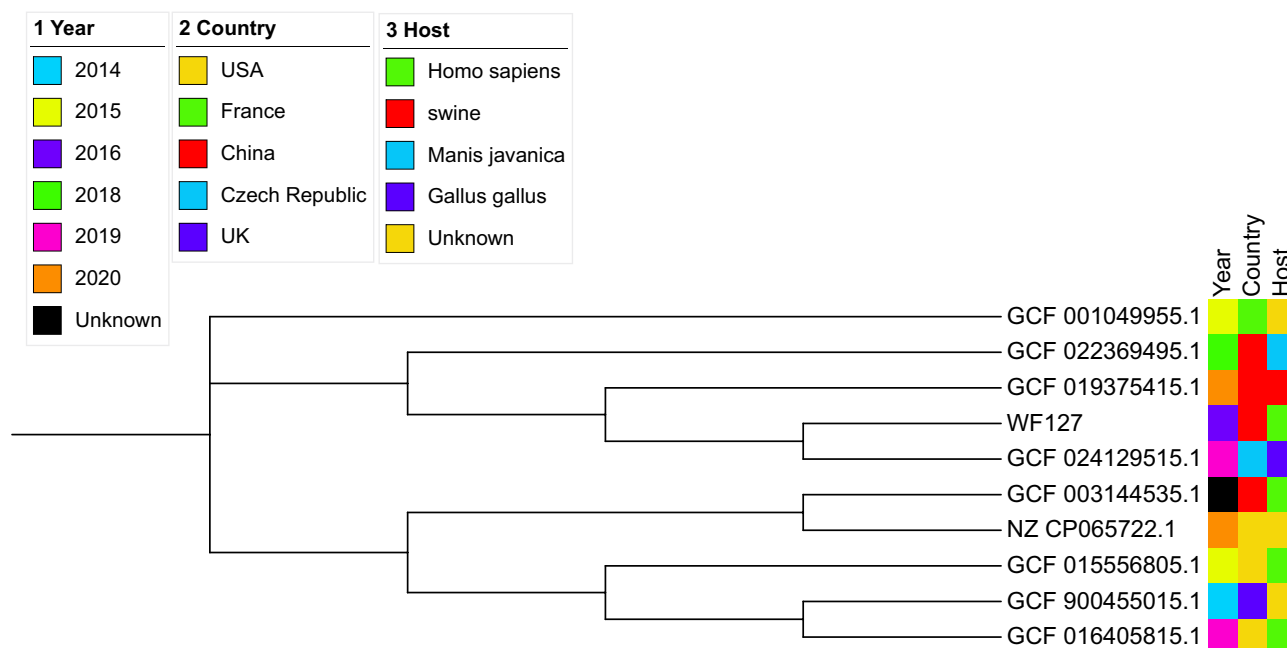 1 Year
2014
2015
2016
2018
2019
2020
Unknown
2 Country
USA
France
China
Czech Republic
UK
3 Host
Homo sapiens
swine
Manis javanica
Gallus gallus
Unknown
Year
Country
Host
GCF 001049955.1
GCF 022369495.1
GCF 019375415.1
WF127
GCF 024129515.1
GCF 003144535.1
NZ CP065722.1
GCF 015556805.1
GCF 900455015.1
GCF 016405815.1